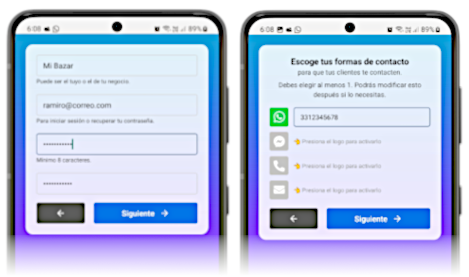 6:08
89%
Mi Bazar
Puede ser el tuyo o el de tu negocio.
ramiro@correo.com
Para iniciar sesión o recuperar tu contraseña.
Mínimo 8 caracteres.
Siguiente →
6:08
89%
Escoge tus formas de contacto
para que tus clientes te contacten.
Debes elegir al menos 1. Podrás modificar esto
después si lo necesitas.
3312345678
Presiona el logo para activarlo
Presiona el logo para activarlo
Presiona el logo para activarlo
Siguiente →